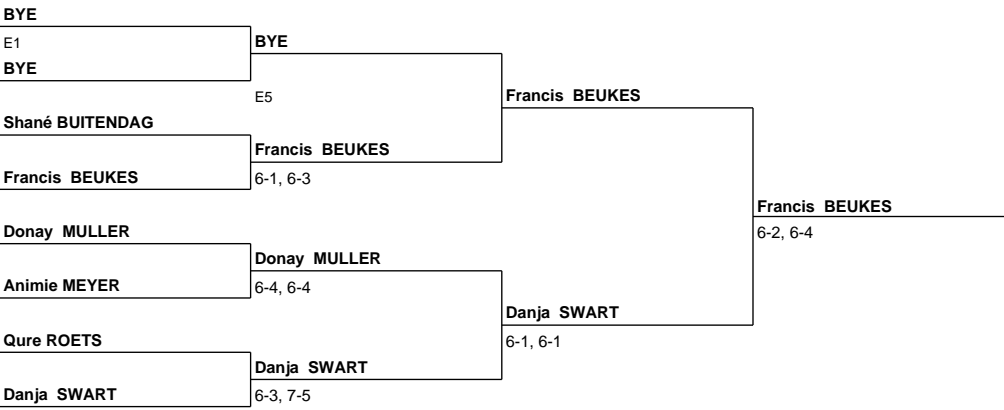 BYE
E1
BYE
BYE
E5
Francis BEUKES
Shané BUITENDAG
Francis BEUKES
Francis BEUKES
6-1, 6-3
Francis BEUKES
6-2, 6-4
Donay MULLER
Donay MULLER
Animie MEYER
6-4, 6-4
Danja SWART
6-1, 6-1
Qure ROETS
Danja SWART
Danja SWART
6-3, 7-5